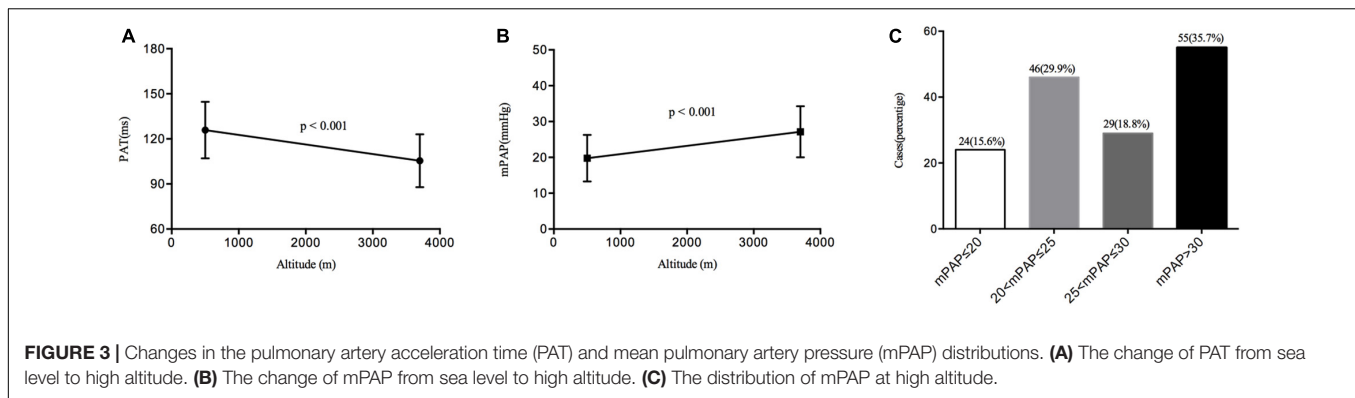 A
180
150
120
90
60
PAT(ms)
p < 0.001
0 1000 2000 3000 4000
Altitude (m)
B
50
40
30
20
10
0
mPAP(mmHg)
p < 0.001
0 1000 2000 3000 4000
Altitude (m)
C
60
40
20
0
Cases(percentige)
24(15.6%)
46(29.9%)
29(18.8%)
55(35.7%)
mPAP≤20
20<mPAP≤25
25<mPAP≤30
mPAP>30
FIGURE 3 | Changes in the pulmonary artery acceleration time (PAT) and mean pulmonary artery pressure (mPAP) distributions. (A) The change of PAT from sea
level to high altitude. (B) The change of mPAP from sea level to high altitude. (C) The distribution of mPAP at high altitude.